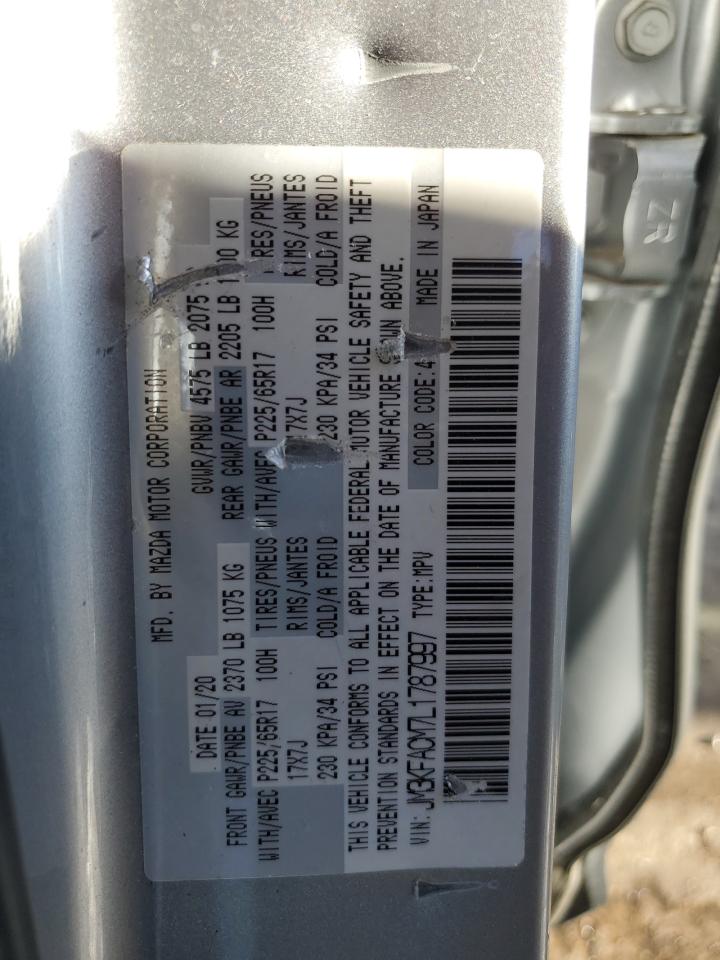 MFD. BY MAZDA MOTOR CORPORATION
DATE 01/20 GVWR/PNBV 4575 LB 2075
FRONT GAWR/PNBE AV 2370 LB 1075 KG REAR GAWR/PNBE AR 2205 LB KG
WITH/AVEC P225/65R17 100H TIRES/PNEUS WITH/AVEC P225/65R17 100H TIRES/PNEUS
17X7J RIMS/JANTES 17X7J RIMS/JANTES
230 KPA/34 PSI COLD/A FROID 230 KPA/34 PSI COLD/A FROID
THIS VEHICLE CONFORMS TO ALL APPLICABLE FEDERAL MOTOR VEHICLE SAFETY AND THEFT
PREVENTION STANDARDS IN EFFECT ON THE DATE OF MANUFACTURE SHOWN ABOVE.
VIN: JM3KFACM7L1787997 TYPE:MPV COLOR CODE:4 MADE IN JAPAN
ZR